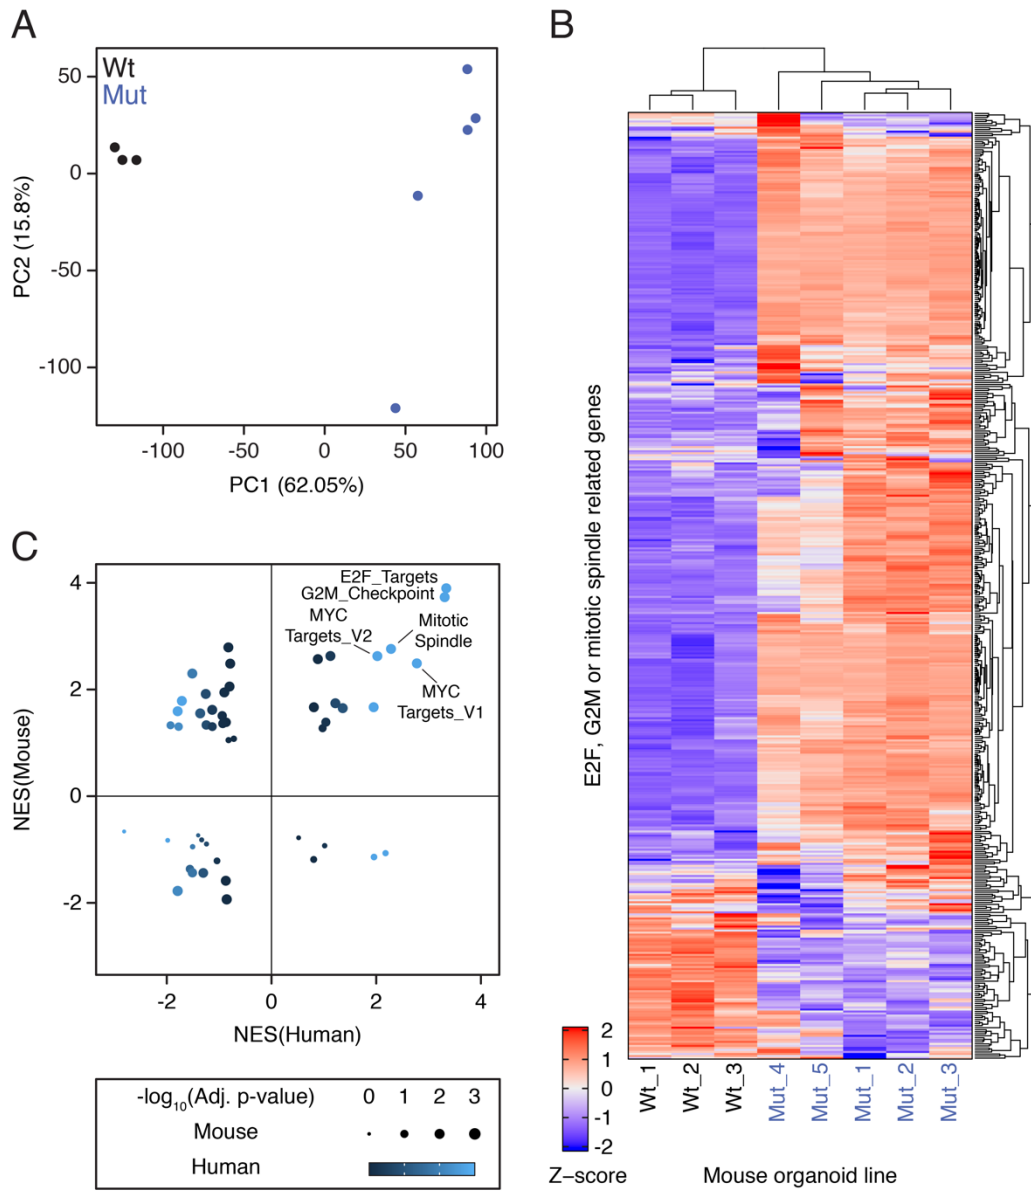 A
Wt
Mut
50
0
-50
-100
PC2 (15.8%)
-100
-50
0
50
100
PC1 (62.05%)
B
E2F, G2M or mitotic spindle related genes
2
1
0
-1
-2
Z−score
Wt_1
Wt_2
Wt_3
Mut_4
Mut_5
Mut_1
Mut_2
Mut_3
Mouse organoid line
C
4
2
0
-2
NES(Mouse)
E2F_Targets
G2M_Checkpoint
MYC
Targets_V2
Mitotic
Spindle
MYC
Targets_V1
-2
0
2
4
NES(Human)
-log10(Adj. p-value) 0 1 2 3
Mouse
Human